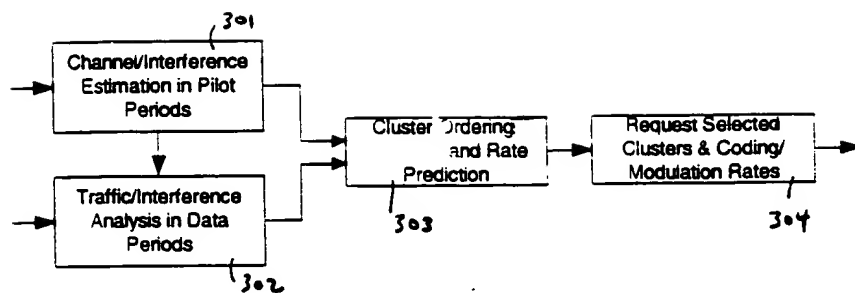 301
Channel/Interference
Estimation in Pilot
Periods
Traffic/Interference
Analysis in Data
Periods
302
Cluster Ordering
and Rate
Prediction
303
Request Selected
Clusters & Coding/
Modulation Rates
304